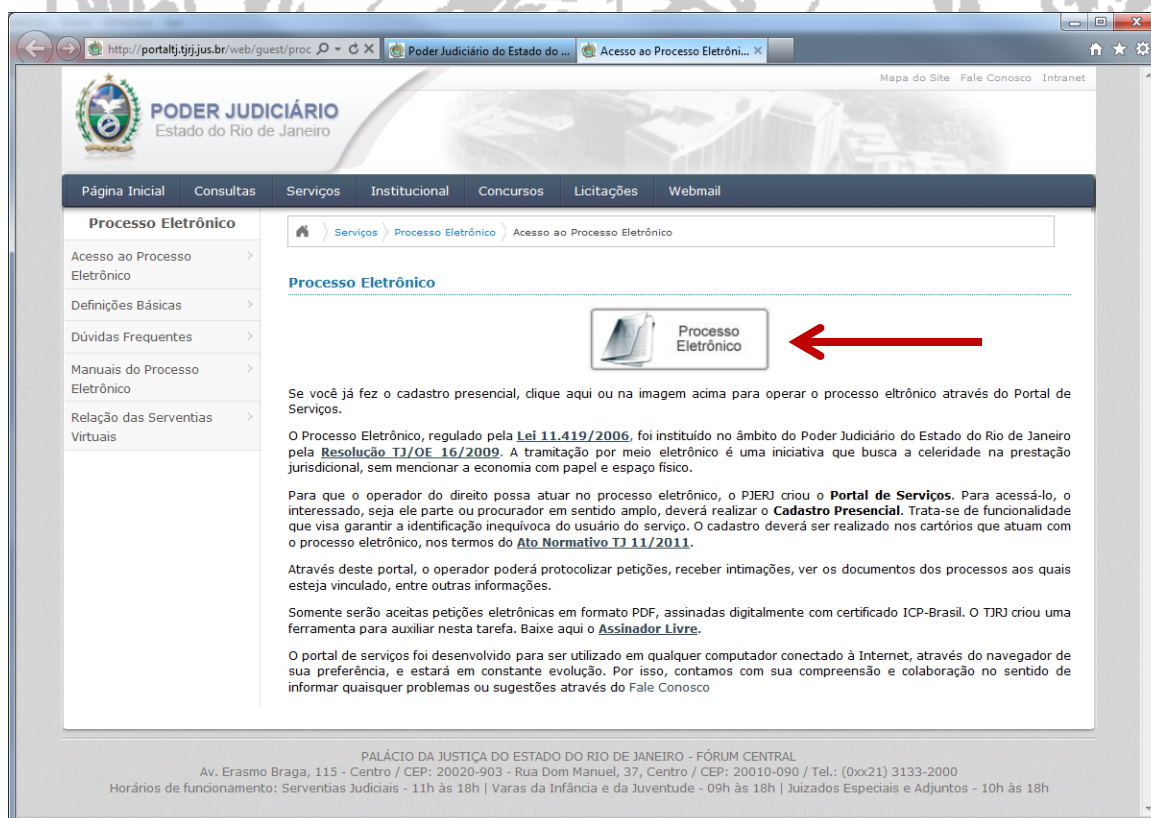 http://portaltj.tjrj.jus.br/web/guest/proc
Poder Judiciário do Estado do ...
Acesso ao Processo Eletrôni...
Mapa do Site Fale Conosco Intranet
PODER JUDICIÁRIO
Estado do Rio de Janeiro
Página Inicial Consultas Serviços Institucional Concursos Licitações Webmail
Processo Eletrônico
Acesso ao Processo
Eletrônico
Definições Básicas
Dúvidas Frequentes
Manuais do Processo
Eletrônico
Relação das Serventias
Virtuais
Serviços Processo Eletrônico Acesso ao Processo Eletrônico
Processo Eletrônico
Processo
Eletrônico
Se você já fez o cadastro presencial, clique aqui ou na imagem acima para operar o processo eltrônico através do Portal de
Serviços.
O Processo Eletrônico, regulado pela Lei 11.419/2006, foi instituído no âmbito do Poder Judiciário do Estado do Rio de Janeiro
pela Resolução TJ/OE 16/2009. A tramitação por meio eletrônico é uma iniciativa que busca a celeridade na prestação
jurisdicional, sem mencionar a economia com papel e espaço físico.
Para que o operador do direito possa atuar no processo eletrônico, o PJERJ criou o Portal de Serviços. Para acessá-lo, o
interessado, seja ele parte ou procurador em sentido amplo, deverá realizar o Cadastro Presencial. Trata-se de funcionalidade
que visa garantir a identificação inequívoca do usuário do serviço. O cadastro deverá ser realizado nos cartórios que atuam com
o processo eletrônico, nos termos do Ato Normativo TJ 11/2011.
Através deste portal, o operador poderá protocolizar petições, receber intimações, ver os documentos dos processos aos quais
esteja vinculado, entre outras informações.
Somente serão aceitas petições eletrônicas em formato PDF, assinadas digitalmente com certificado ICP-Brasil. O TJRJ criou uma
ferramenta para auxiliar nesta tarefa. Baixe aqui o Assinador Livre.
O portal de serviços foi desenvolvido para ser utilizado em qualquer computador conectado à Internet, através do navegador de
sua preferência, e estará em constante evolução. Por isso, contamos com sua compreensão e colaboração no sentido de
informar quaisquer problemas ou sugestões através do Fale Conosco
PALÁCIO DA JUSTIÇA DO ESTADO DO RIO DE JANEIRO - FÓRUM CENTRAL
Av. Erasmo Braga, 115 - Centro / CEP: 20020-903 - Rua Dom Manuel, 37, Centro / CEP: 20010-090 / Tel.: (0xx21) 3133-2000
Horários de funcionamento: Serventias Judiciais - 11h às 18h | Varas da Infância e da Juventude - 09h às 18h | Juizados Especiais e Adjuntos - 10h às 18h